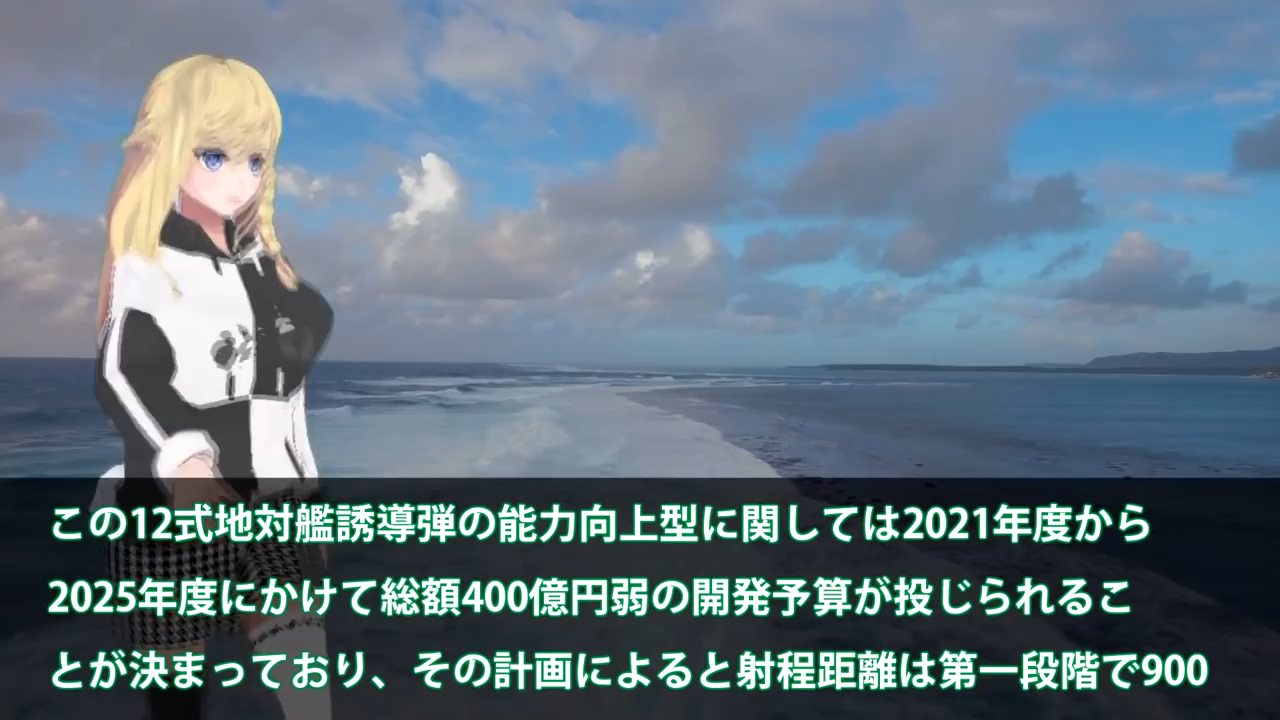 この12式地対艦誘導弾の能力向上型に関しては2021年度から
2025年度にかけて総額400億円弱の開発予算が投じられるこ
とが決まっており、その計画によると射程距離は第一段階で900